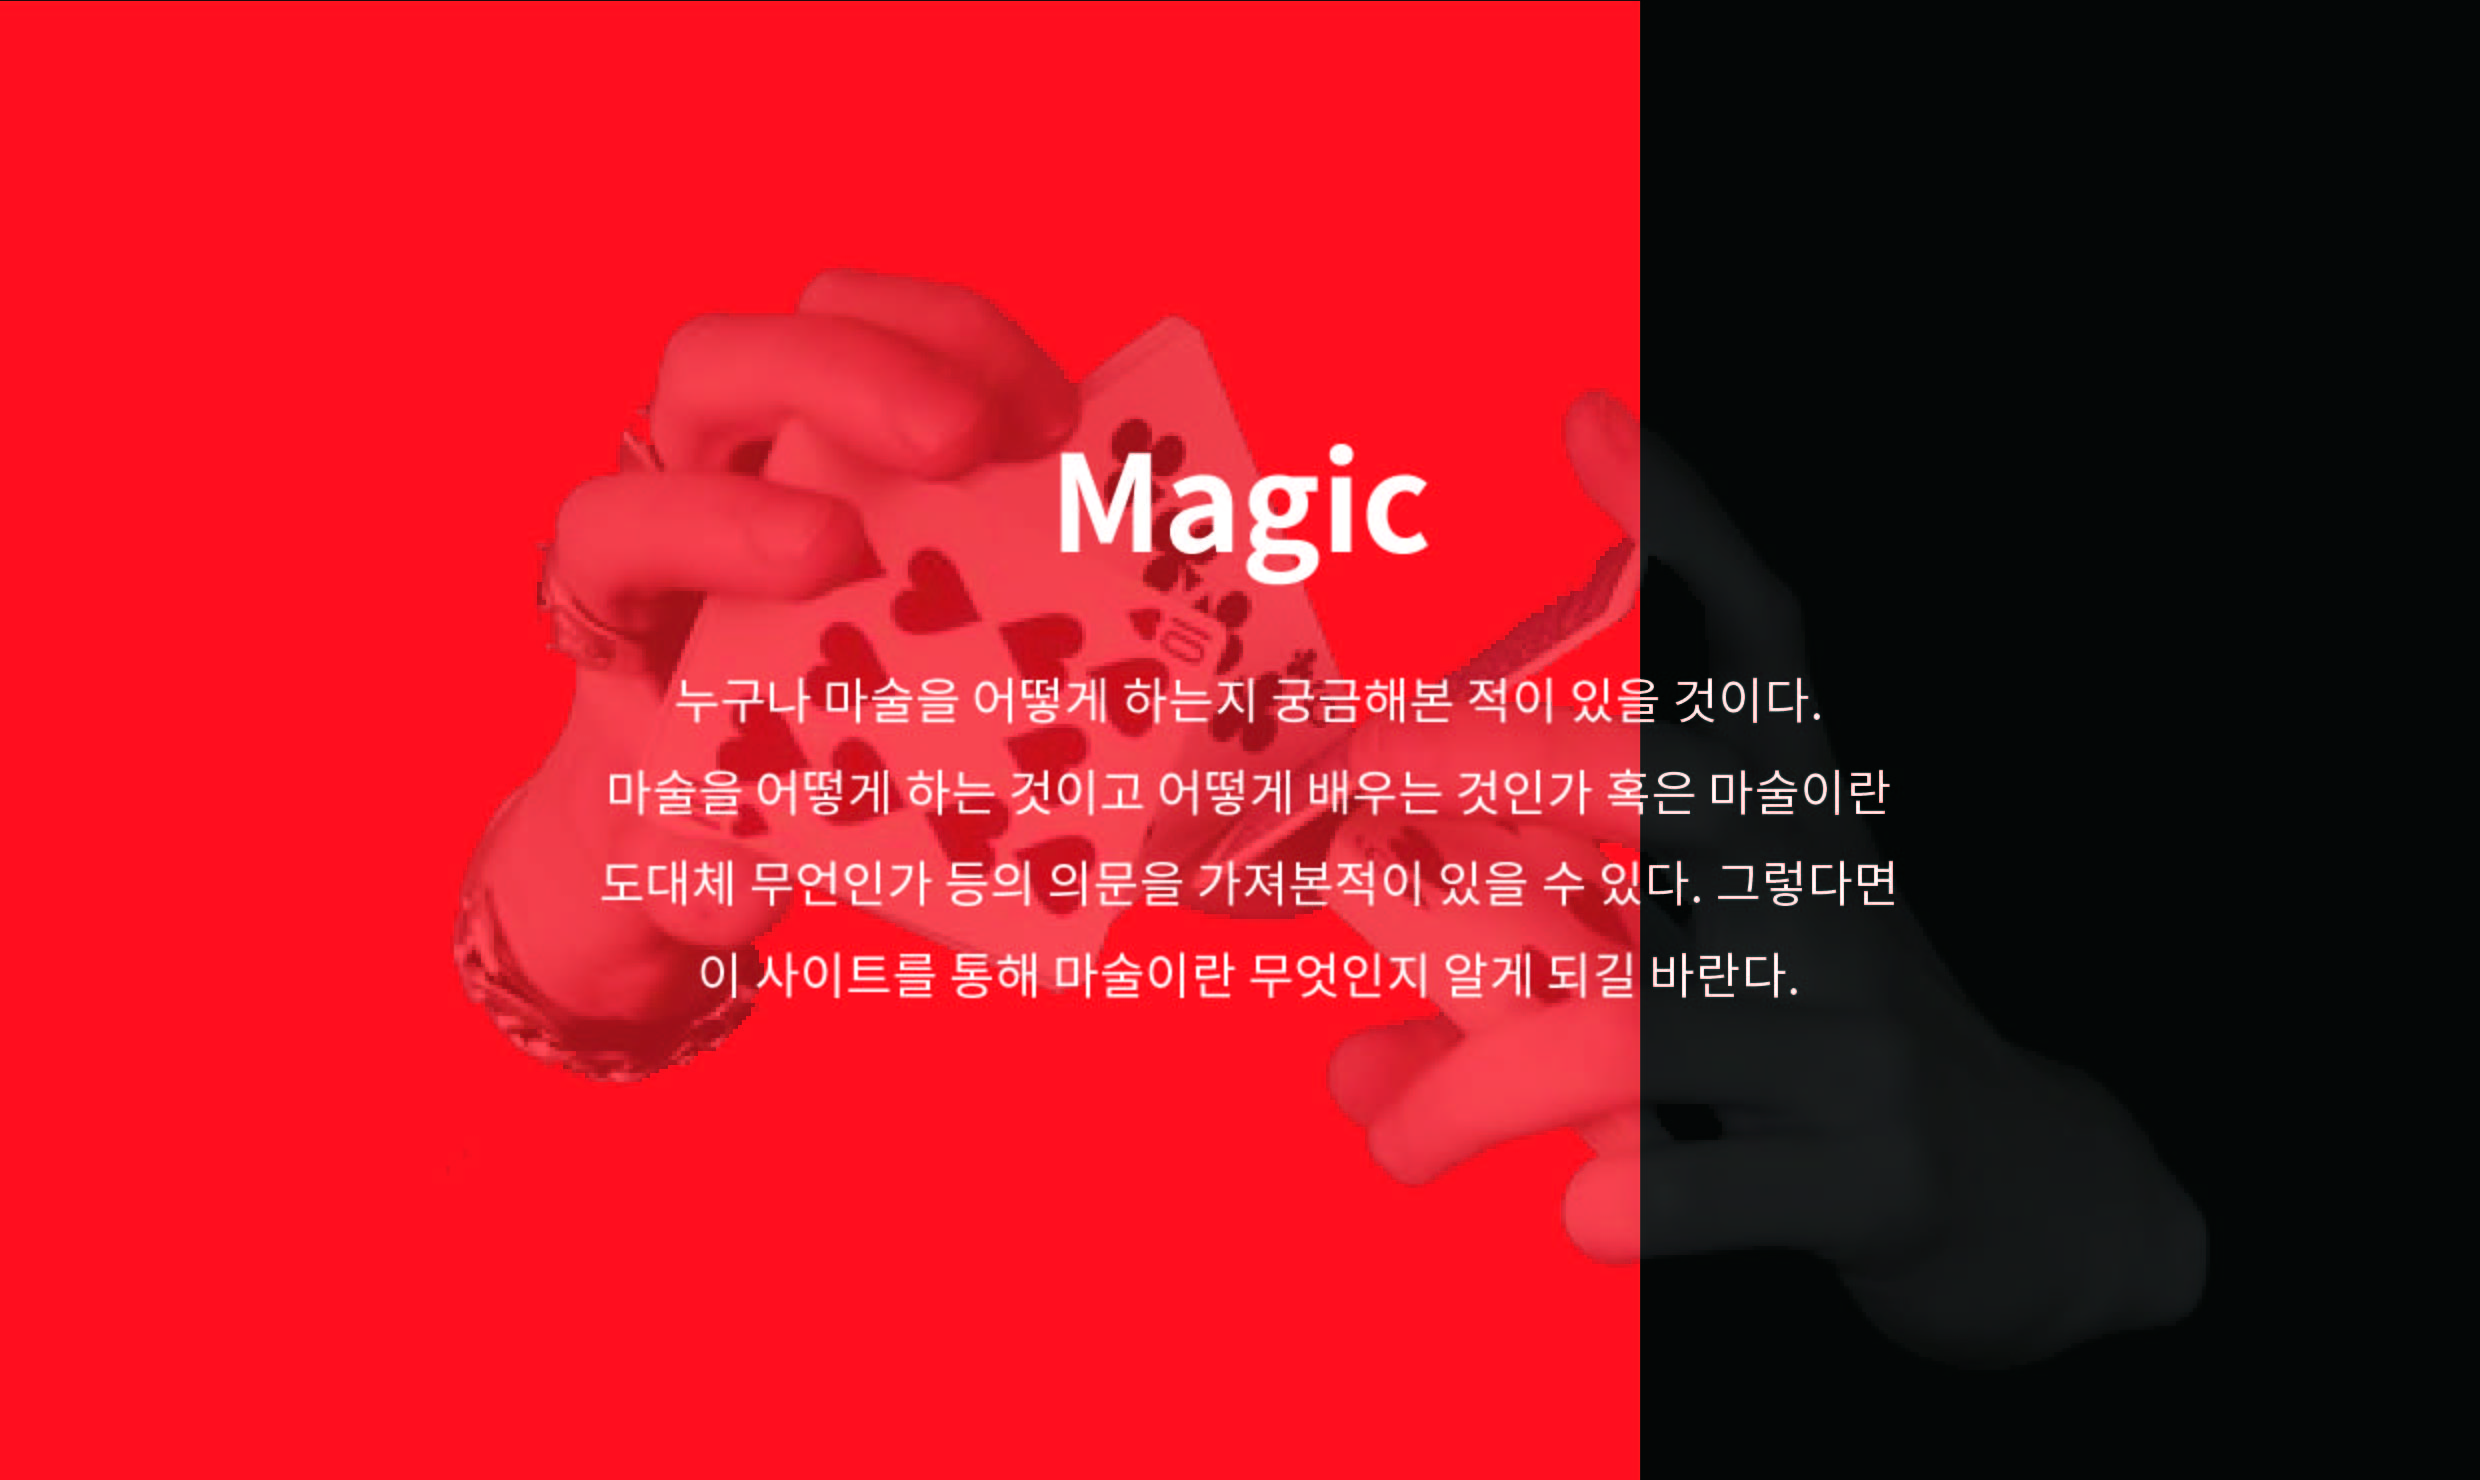 Magic
10
누구나 마술을 어떻게 하는지 궁금해본 적이 있을 것이다.
마술을 어떻게 하는 것이고 어떻게 배우는 것인가 혹은 마술이란
도대체 무언인가 등의 의문을 가져본적이 있을 수 있다. 그렇다면
이 사이트를 통해 마술이란 무엇인지 알게 되길 바란다.